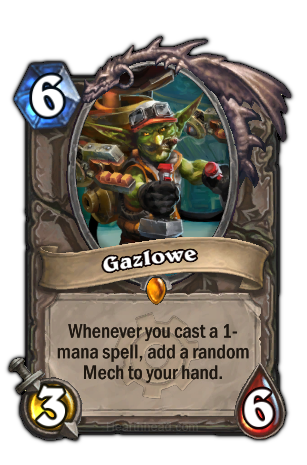 6
Gazlowe
Whenever you cast a 1-
mana spell, add a random
Mech to your hand.
3
6